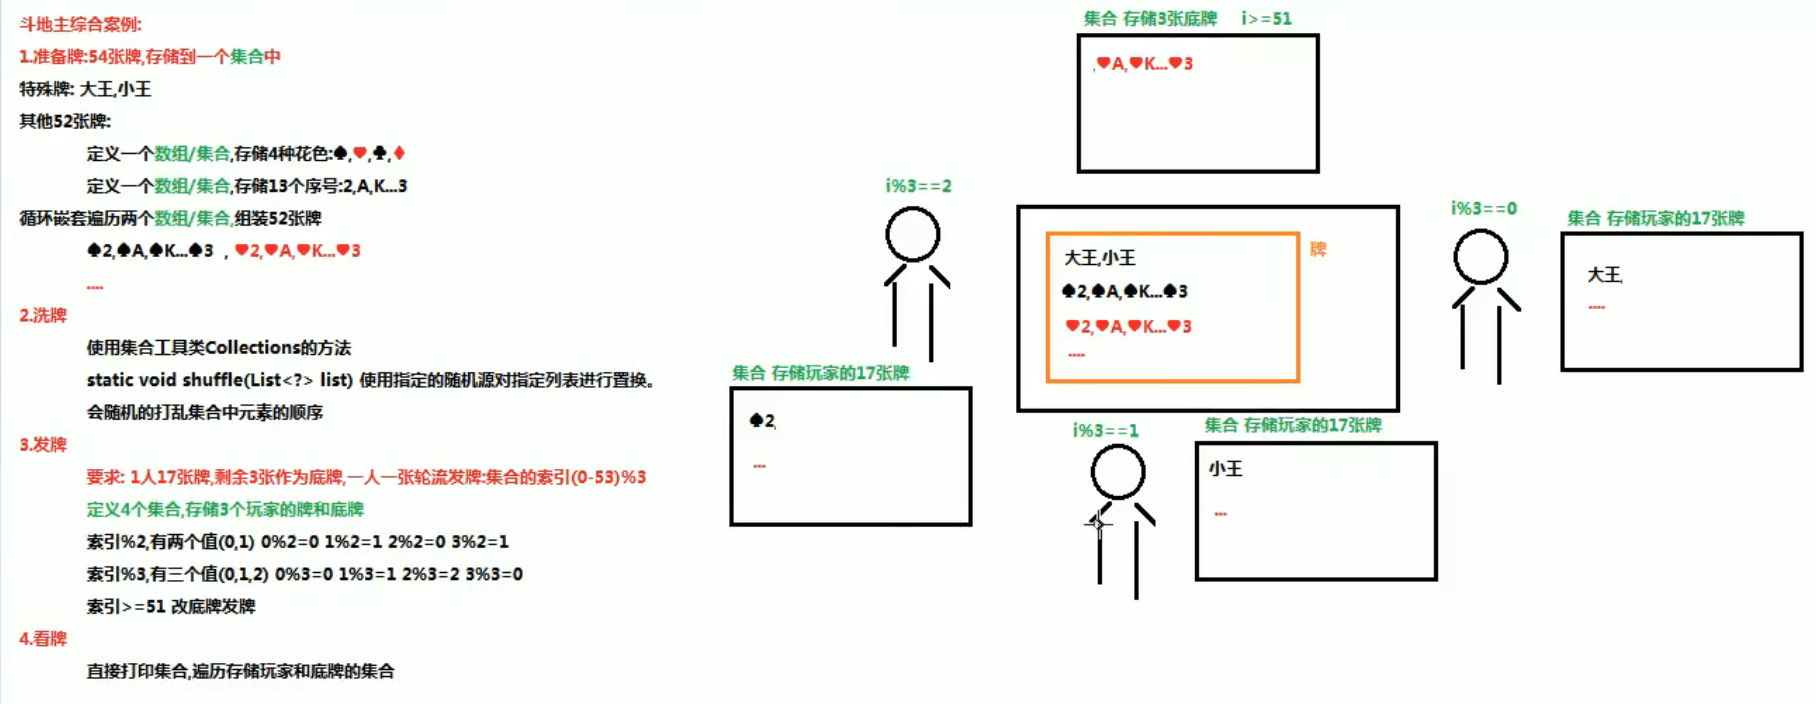 斗地主综合案例:
1.准备牌:54张牌,存储到一个集合中
特殊牌: 大王,小王
其他52张牌:
定义一个数组/集合,存储4种花色:♠,♥,♣,♦
定义一个数组/集合,存储13个序号:2,A,K...3
循环嵌套遍历两个数组/集合,组装52张牌
♠2,♠A,♠K...♠3 , ♥2,♥A,♥K...♥3
....
2.洗牌
使用集合工具类Collections的方法
static void shuffle(List<?> list) 使用指定的随机源对指定列表进行置换。
会随机的打乱集合中元素的顺序
3.发牌
要求: 1人17张牌,剩余3张作为底牌,一人一张轮流发牌:集合的索引(0-53)%3
定义4个集合,存储3个玩家的牌和底牌
索引%2,有两个值(0,1) 0%2=0 1%2=1 2%2=0 3%2=1
索引%3,有三个值(0,1,2) 0%3=0 1%3=1 2%3=2 3%3=0
索引>=51 改底牌发牌
4.看牌
直接打印集合,遍历存储玩家和底牌的集合
集合 存储3张底牌 i>=51
,♥A,♥K...♥3
i%3==2
集合 存储玩家的17张牌
♠2,
...
牌
大王,小王
♠2,♠A,♠K...♠3
♥2,♥A,♥K...♥3
....
i%3==0
集合 存储玩家的17张牌
大王,
....
i%3==1
集合 存储玩家的17张牌
小王
...